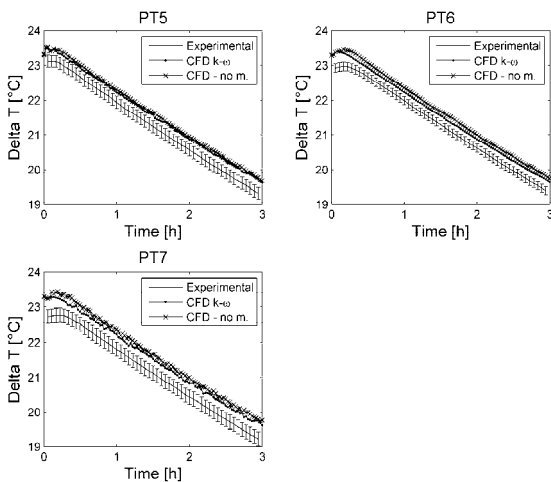 PT5
Delta T [°C]
24
23
22
21
20
19
0
1
2
3
Time [h]
Experimental
CFD k-ω
CFD - no m.
PT6
Delta T [°C]
24
23
22
21
20
19
0
1
2
3
Time [h]
Experimental
CFD k-ω
CFD - no m.
PT7
Delta T [°C]
24
23
22
21
20
19
0
1
2
3
Time [h]
Experimental
CFD k-ω
CFD - no m.